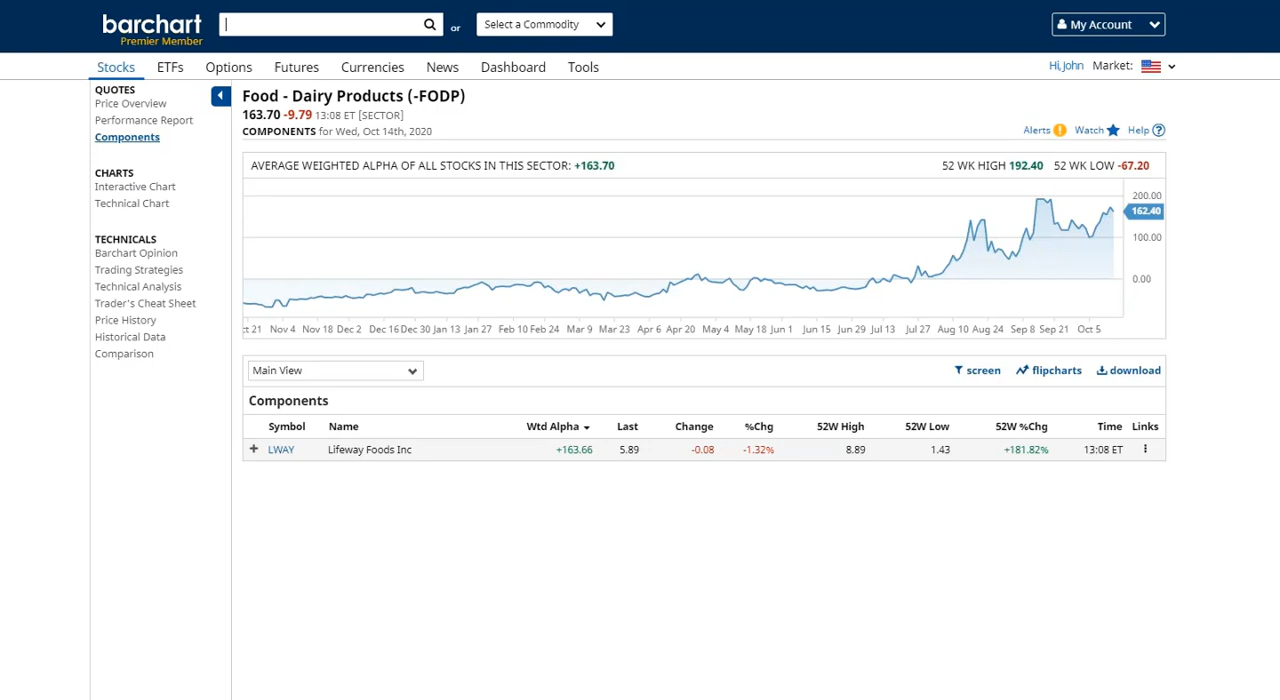 barchart
Premier Member
or
Select a Commodity
My Account
Stocks ETFs Options Futures Currencies News Dashboard Tools
Hi, John Market:
QUOTES
Price Overview
Performance Report
Components
CHARTS
Interactive Chart
Technical Chart
TECHNICALS
Barchart Opinion
Trading Strategies
Technical Analysis
Trader's Cheat Sheet
Price History
Historical Data
Comparison
Food - Dairy Products (-FODP)
163.70 -9.79 13:08 ET [SECTOR]
COMPONENTS for Wed, Oct 14th, 2020
Alerts Watch Help
AVERAGE WEIGHTED ALPHA OF ALL STOCKS IN THIS SECTOR: +163.70 52 WK HIGH 192.40 52 WK LOW -67.20
200.00
162.40
100.00
0.00
ct 21 Nov 4 Nov 18 Dec 2 Dec 16 Dec 30 Jan 13 Jan 27 Feb 10 Feb 24 Mar 9 Mar 23 Apr 6 Apr 20 May 4 May 18 Jun 1 Jun 15 Jun 29 Jul 13 Jul 27 Aug 10 Aug 24 Sep 8 Sep 21 Oct 5
Main View screen flipcharts download
Components
Symbol Name Wtd Alpha Last Change %Chg 52W High 52W Low 52W %Chg Time Links
+ LWAY Lifeway Foods Inc +163.66 5.89 -0.08 -1.32% 8.89 1.43 +181.82% 13:08 ET